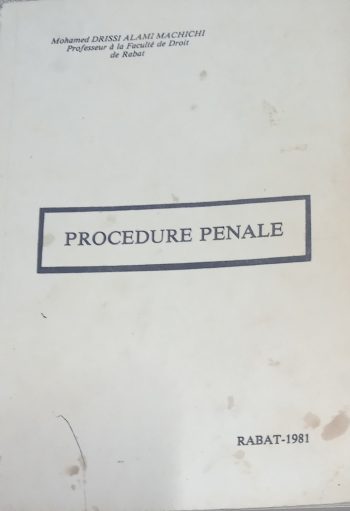 Mohamed DRISSI ALAMI MACHICHI
Professeur à la Faculté de Droit
de Rabat
PROCEDURE PENALE
RABAT-1981